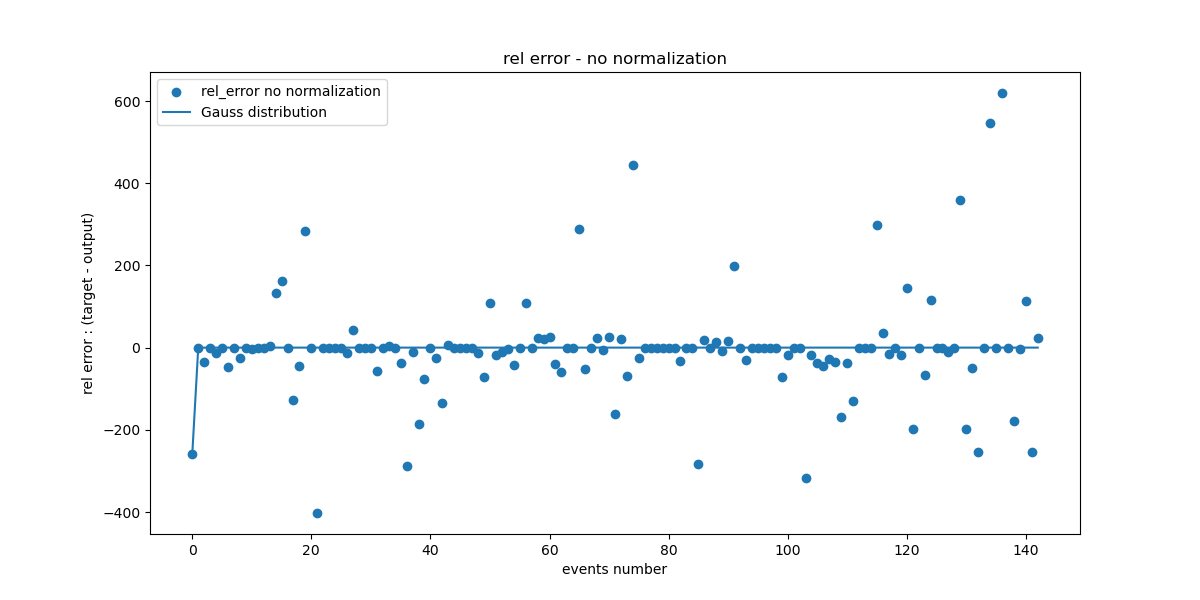 rel error - no normalization
rel_error no normalization
Gauss distribution
600
400
200
0
−200
−400
rel error : (target - output)
0 20 40 60 80 100 120 140
events number